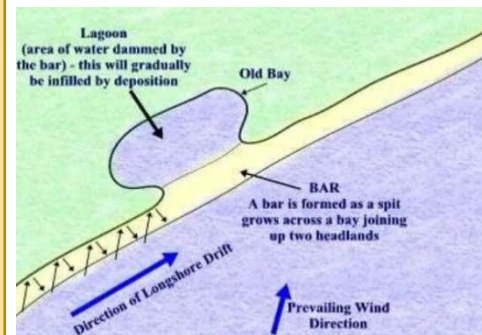 Lagoon
(area of water dammed by
the bar) - this will gradually
be infilled by deposition
Old Bay
BAR
A bar is formed as a spit
grows across a bay joining
up two headlands
Direction of Longshore Drift
Prevailing Wind
Direction